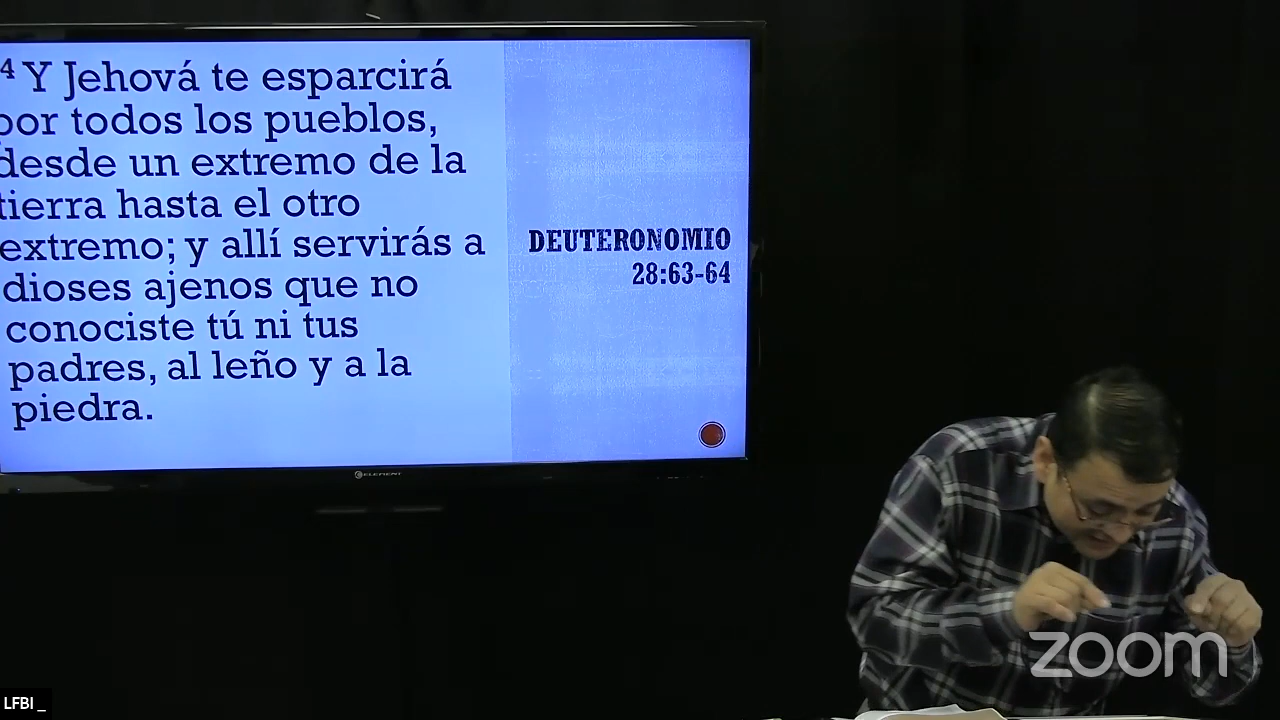 4 Y Jehová te esparcirá
por todos los pueblos,
desde un extremo de la
tierra hasta el otro
extremo; y allí servirás a
dioses ajenos que no
conociste tú ni tus
padres, al leño y a la
piedra.
DEUTERONOMIO
28:63-64
ELEMENT
zoom
LFBI _